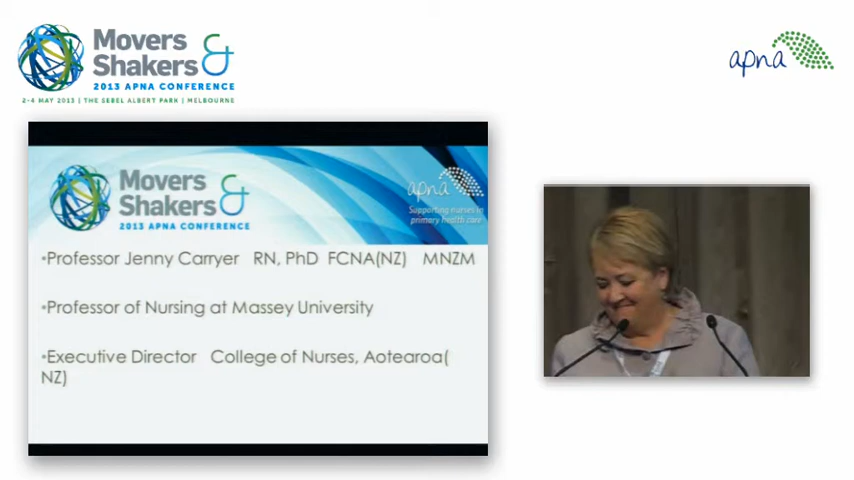 Movers
Shakers &
2013 APNA CONFERENCE
2-4 MAY 2013 | THE SEBEL ALBERT PARK | MELBOURNE
apna
Movers
Shakers &
2013 APNA CONFERENCE
apna
Supporting nurses in
primary health care
•Professor Jenny Carryer RN, PhD FCNA(NZ) MNZM
•Professor of Nursing at Massey University
•Executive Director College of Nurses, Aotearoa(
NZ)